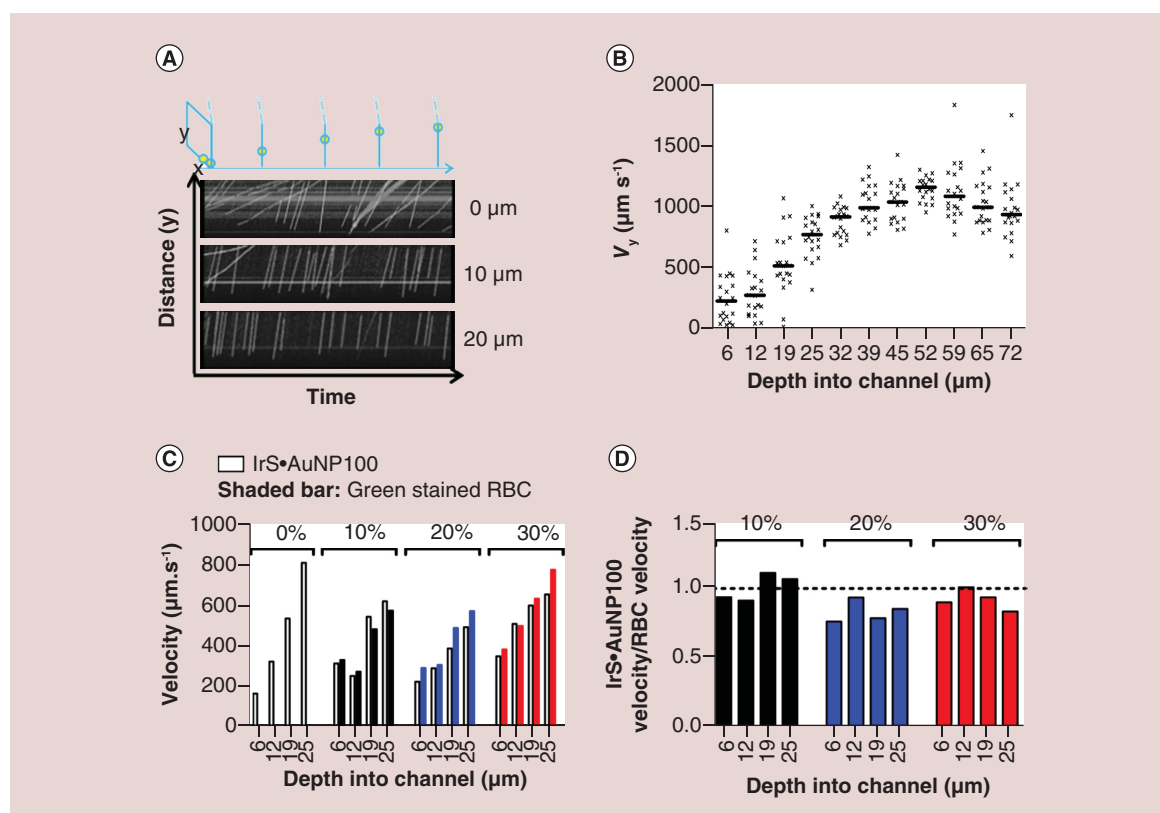 A
y
x
Distance (y)
0 µm
10 µm
20 µm
Time
B
2000
1500
1000
500
0
Vy (µm s-1)
6 12 19 25 32 39 45 52 59 65 72
Depth into channel (µm)
C
IrS•AuNP100
Shaded bar: Green stained RBC
1000
800
600
400
200
0
Velocity (µm.s-1)
0% 10% 20% 30%
6 12 19 25 6 12 19 25 6 12 19 25 6 12 19 25
Depth into channel (µm)
D
1.5
1.0
0.5
0.0
IrS•AuNP100
velocity/RBC velocity
10% 20% 30%
6 12 19 25 6 12 19 25 6 12 19 25
Depth into channel (µm)